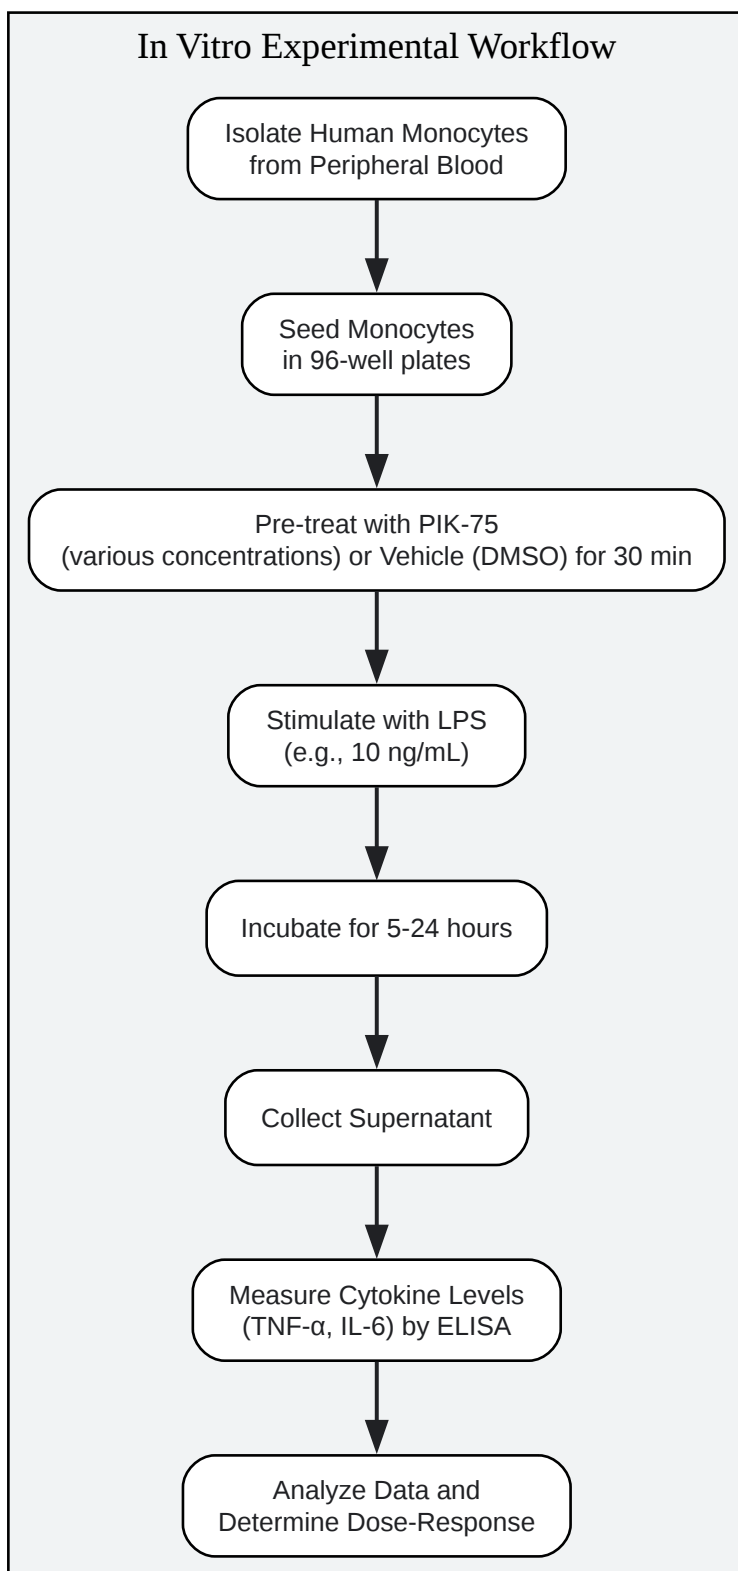 In Vitro Experimental Workflow
Isolate Human Monocytes
from Peripheral Blood
Seed Monocytes
in 96-well plates
Pre-treat with PIK-75
(various concentrations) or Vehicle (DMSO) for 30 min
Stimulate with LPS
(e.g., 10 ng/mL)
Incubate for 5-24 hours
Collect Supernatant
Measure Cytokine Levels
(TNF-α, IL-6) by ELISA
Analyze Data and
Determine Dose-Response